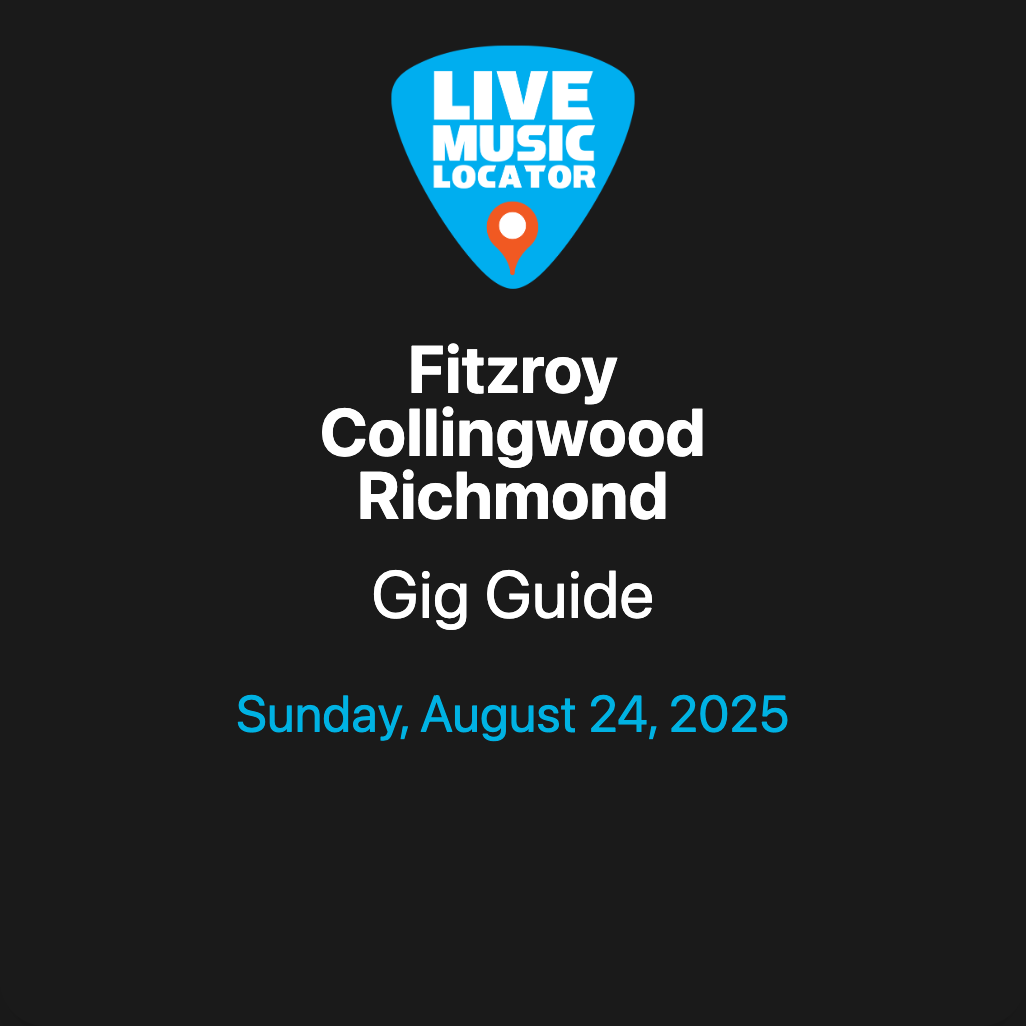 LIVE
MUSIC
LOCATOR
Fitzroy
Collingwood
Richmond
Gig Guide
Sunday, August 24, 2025